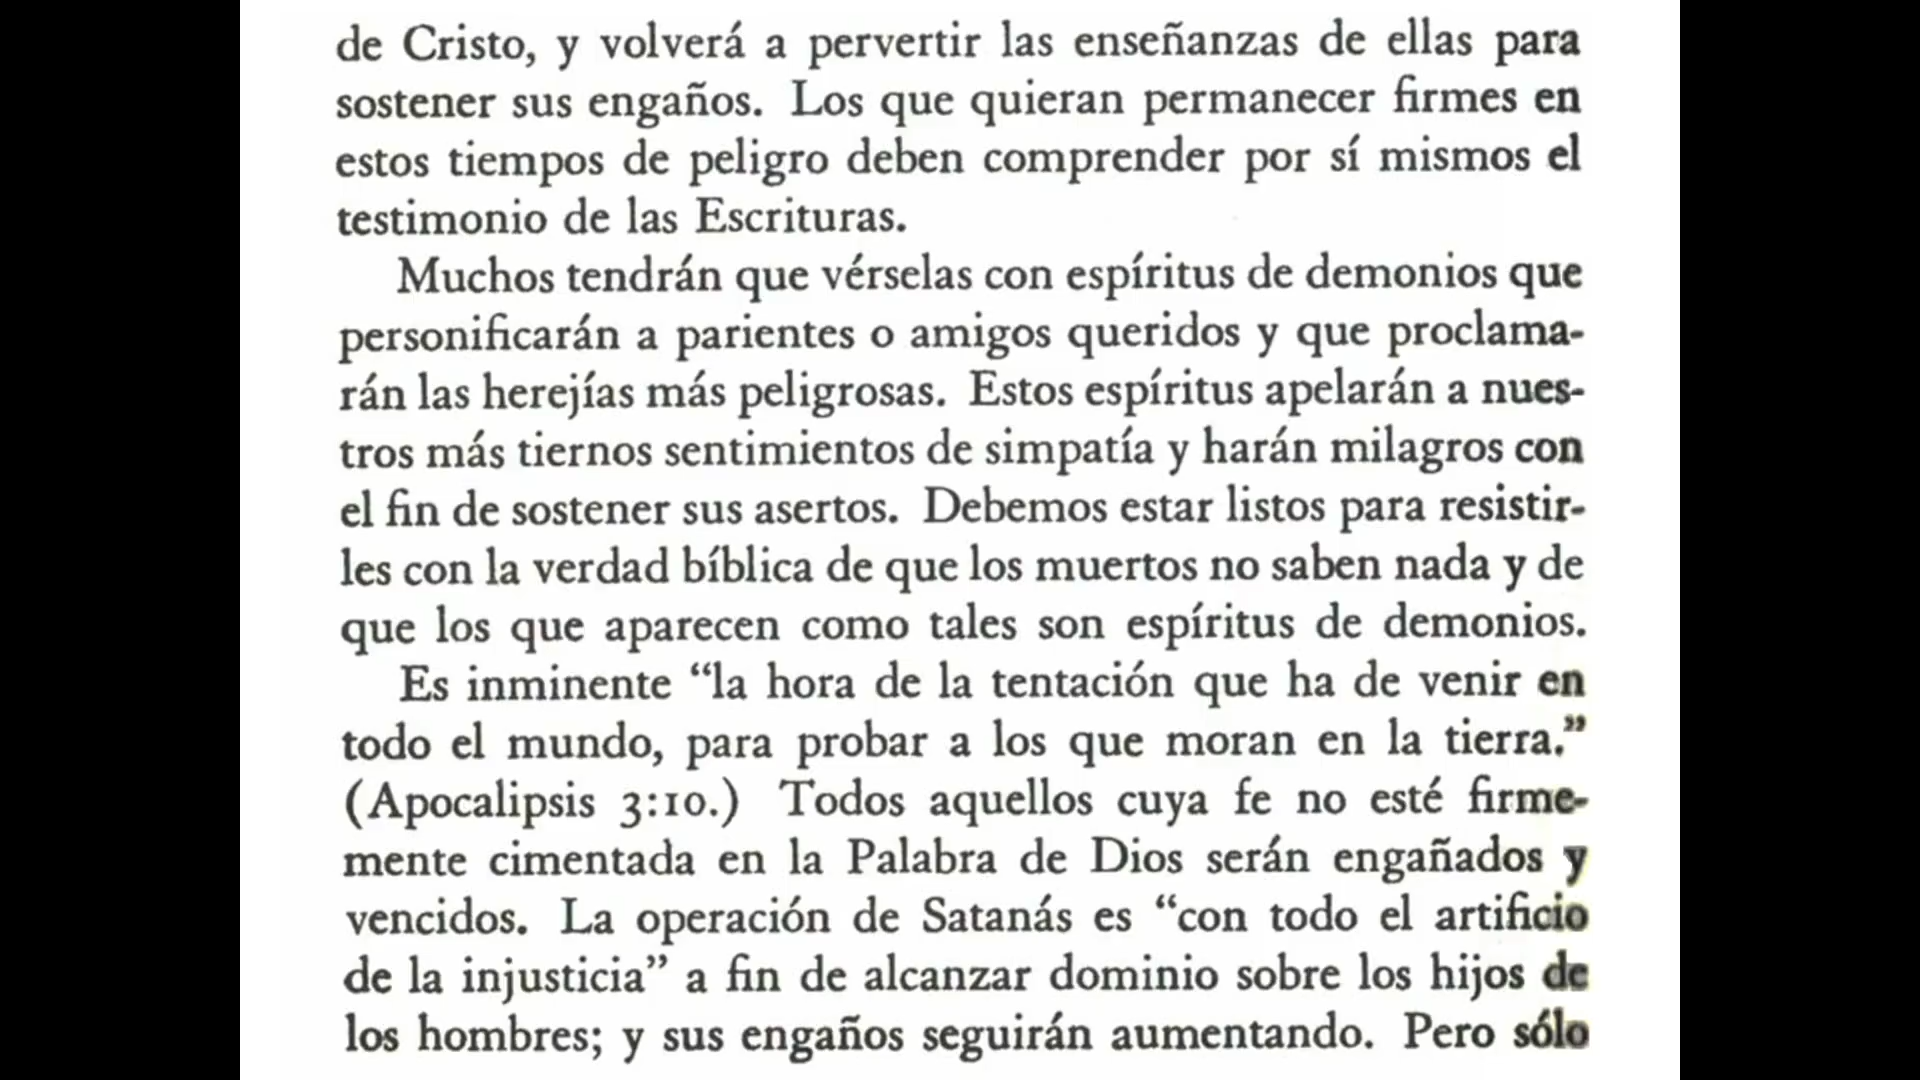 de Cristo, y volverá a pervertir las enseñanzas de ellas para
sostener sus engaños. Los que quieran permanecer firmes en
estos tiempos de peligro deben comprender por sí mismos el
testimonio de las Escrituras.
Muchos tendrán que vérselas con espíritus de demonios que
personificarán a parientes o amigos queridos y que proclama-
rán las herejías más peligrosas. Estos espíritus apelarán a nues-
tros más tiernos sentimientos de simpatía y harán milagros con
el fin de sostener sus asertos. Debemos estar listos para resistir-
les con la verdad bíblica de que los muertos no saben nada y de
que los que aparecen como tales son espíritus de demonios.
Es inminente “la hora de la tentación que ha de venir en
todo el mundo, para probar a los que moran en la tierra.”
(Apocalipsis 3:10.) Todos aquellos cuya fe no esté firme-
mente cimentada en la Palabra de Dios serán engañados y
vencidos. La operación de Satanás es “con todo el artificio
de la injusticia” a fin de alcanzar dominio sobre los hijos de
los hombres; y sus engaños seguirán aumentando. Pero sólo